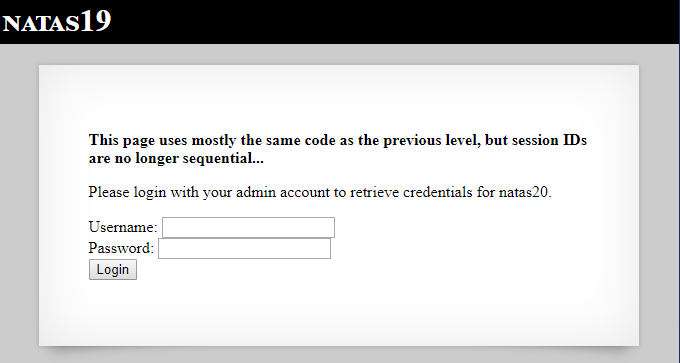 NATAS19
This page uses mostly the same code as the previous level, but session IDs
are no longer sequential...
Please login with your admin account to retrieve credentials for natas20.
Username:
Password:
Login